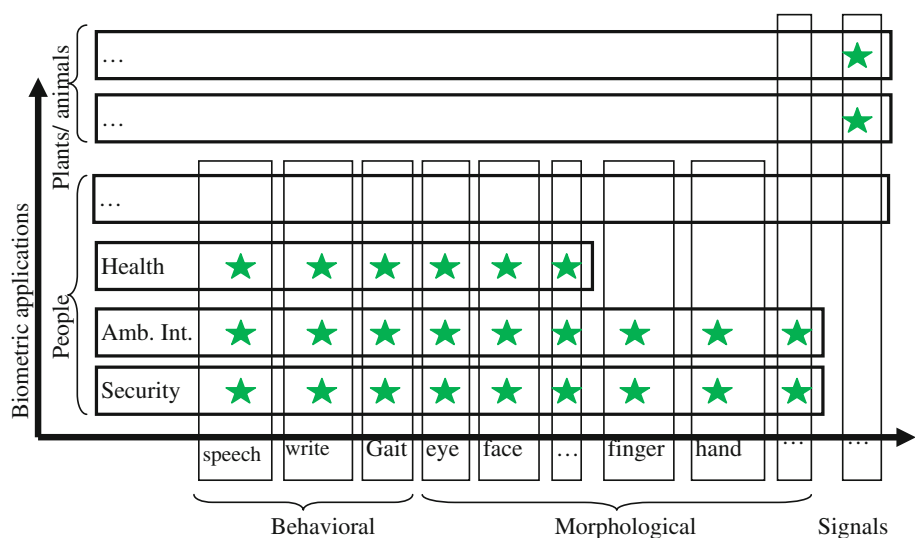 …
…
Plants/ animals
…
Health
Amb. Int.
Security
People
Biometric applications
speech write Gait eye face … finger hand … …
Behavioral Morphological Signals